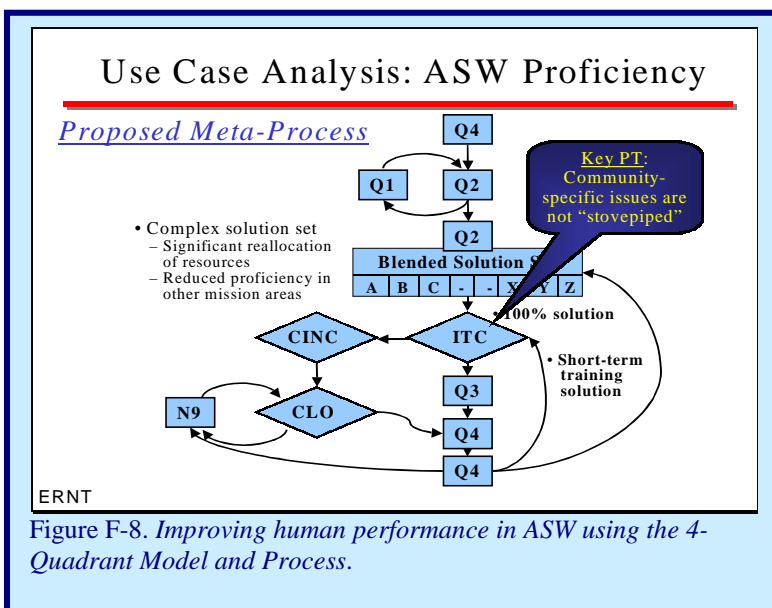 Use Case Analysis: ASW Proficiency
Proposed Meta-Process
Q4
Key PT:
Community-
specific issues are
not “stovepiped”
Q1
Q2
• Complex solution set
– Significant reallocation
of resources
– Reduced proficiency in
other mission areas
Q2
Blended Solution S
A B C - - X Y Z
• 100% solution
CINC
ITC
• Short-term
training
solution
Q3
N9
CLO
Q4
Q4
ERNT
Figure F-8. Improving human performance in ASW using the 4-
Quadrant Model and Process.